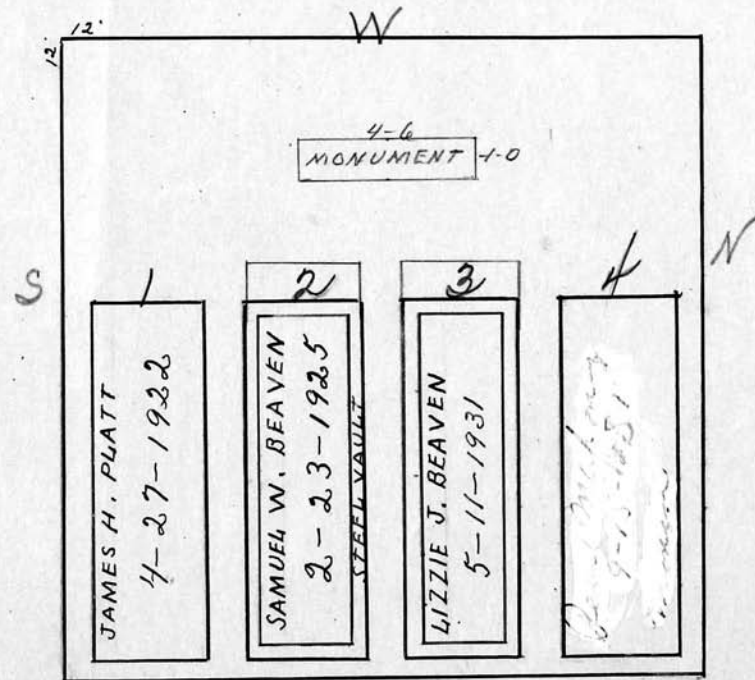 12'
12'
W
4-6
MONUMENT 1-0
S
N
1
2
3
4
JAMES H. PLATT
4-27-1922
SAMUEL W. BEAVEN
2-23-1925
STEEL VAULT
LIZZIE J. BEAVEN
5-11-1931